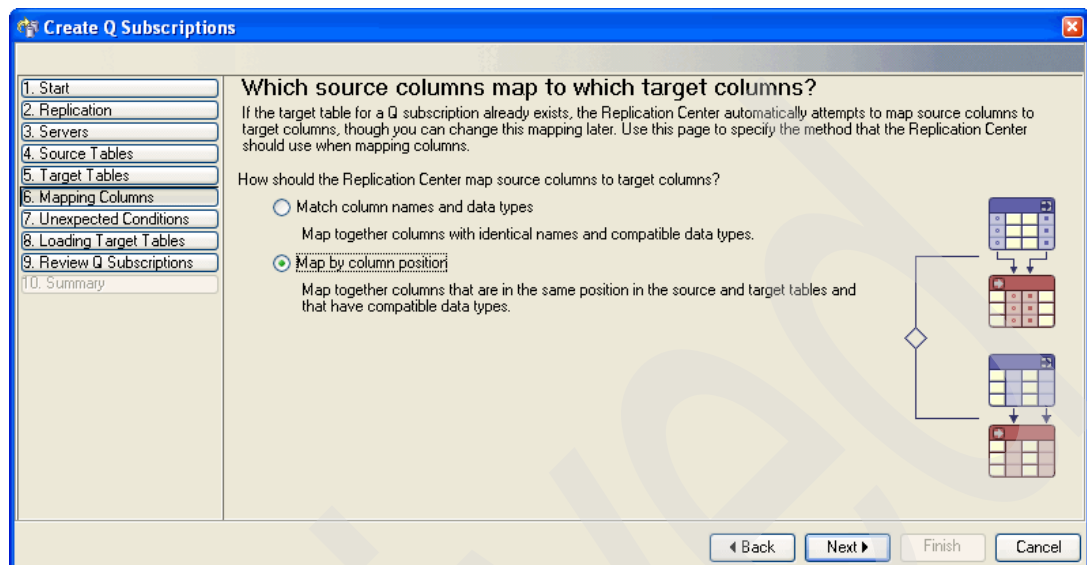 Create Q Subscriptions
1. Start
2. Replication
3. Servers
4. Source Tables
5. Target Tables
6. Mapping Columns
7. Unexpected Conditions
8. Loading Target Tables
9. Review Q Subscriptions
10. Summary
Which source columns map to which target columns?
If the target table for a Q subscription already exists, the Replication Center automatically attempts to map source columns to
target columns, though you can change this mapping later. Use this page to specify the method that the Replication Center
should use when mapping columns.
How should the Replication Center map source columns to target columns?
Match column names and data types
Map together columns with identical names and compatible data types.
Map by column position
Map together columns that are in the same position in the source and target tables and
that have compatible data types.
Back Next Finish Cancel